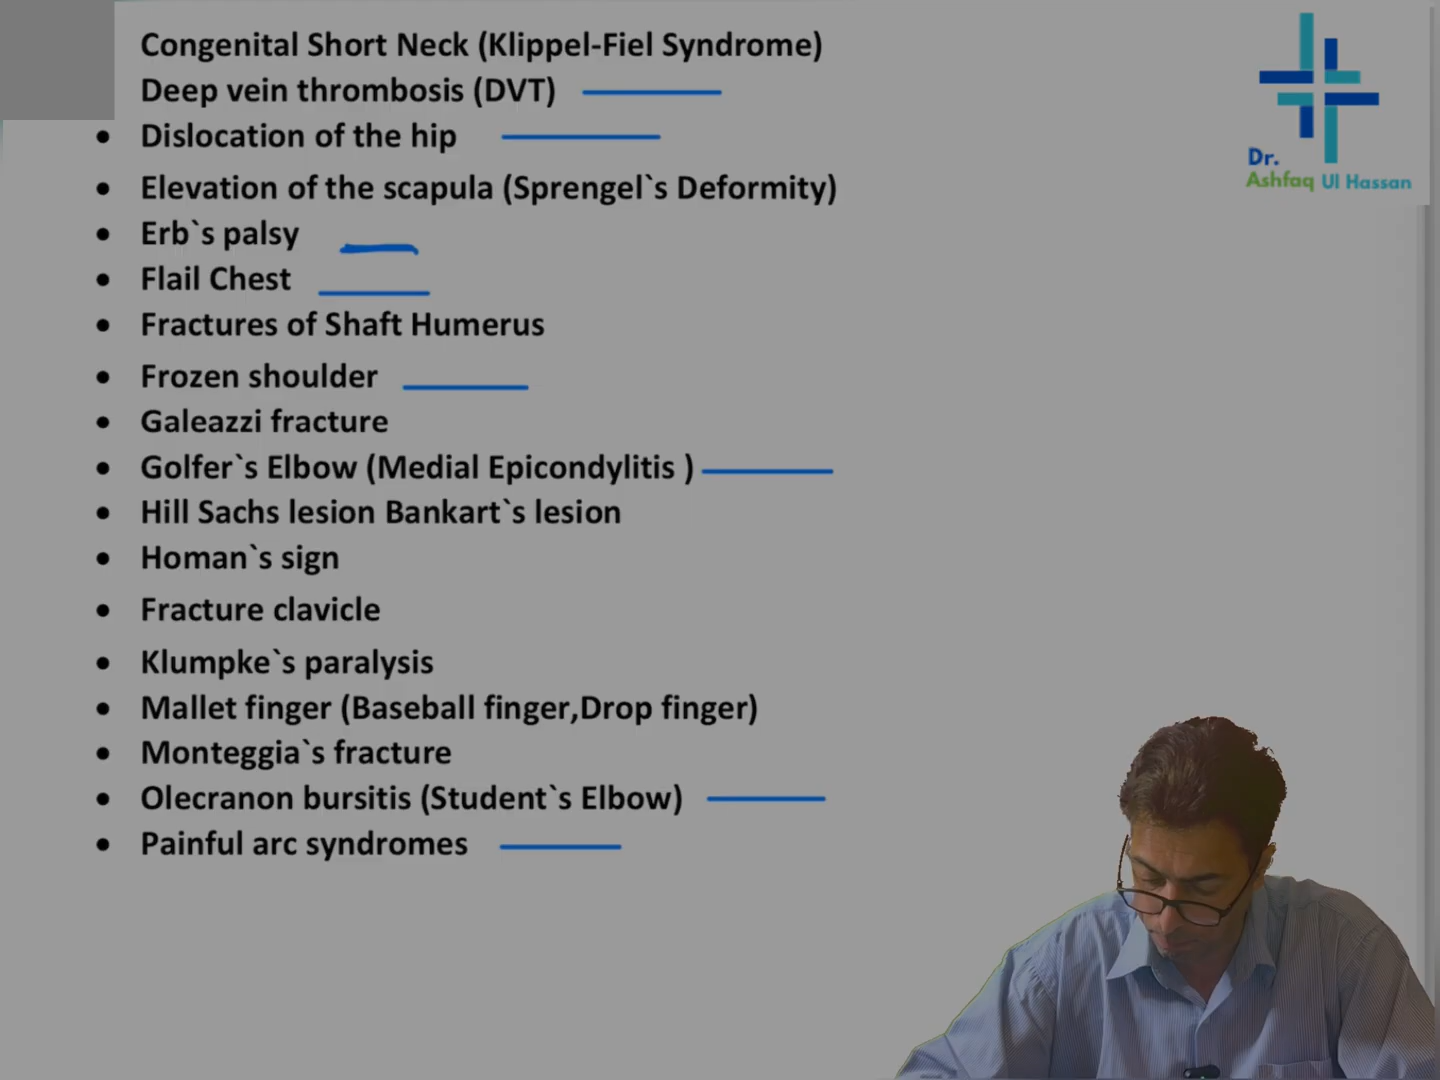 Congenital Short Neck (Klippel-Fiel Syndrome)
Deep vein thrombosis (DVT)
• Dislocation of the hip
• Elevation of the scapula (Sprengel`s Deformity)
• Erb`s palsy
• Flail Chest
• Fractures of Shaft Humerus
• Frozen shoulder
• Galeazzi fracture
• Golfer`s Elbow (Medial Epicondylitis )
• Hill Sachs lesion Bankart`s lesion
• Homan`s sign
• Fracture clavicle
• Klumpke`s paralysis
• Mallet finger (Baseball finger,Drop finger)
• Monteggia`s fracture
• Olecranon bursitis (Student`s Elbow)
• Painful arc syndromes
Dr.
Ashfaq Ul Hassan